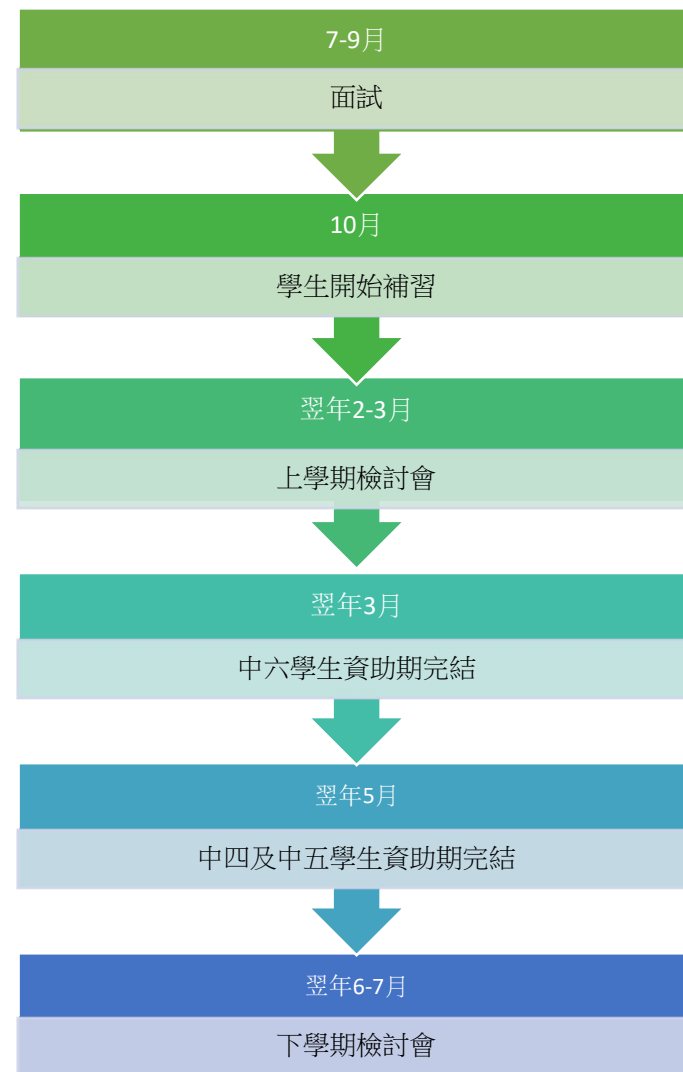 7-9月
面試
10月
學生開始補習
翌年2-3月
上學期檢討會
翌年3月
中六學生資助期完結
翌年5月
中四及中五學生資助期完結
翌年6-7月
下學期檢討會